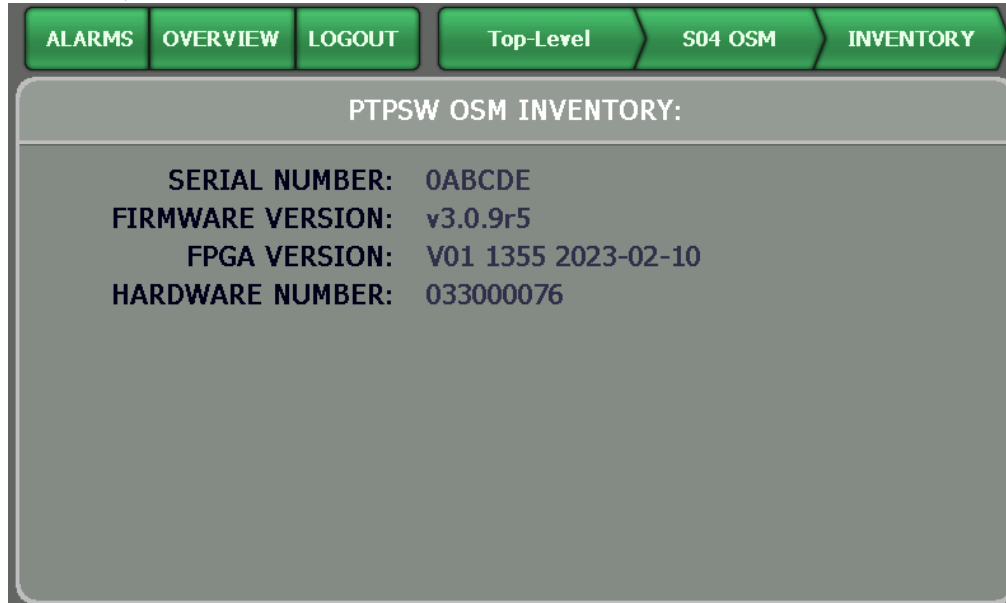 ALARMS OVERVIEW LOGOUT Top-Level S04 OSM INVENTORY
PTPSW OSM INVENTORY:
SERIAL NUMBER: 0ABCDE
FIRMWARE VERSION: v3.0.9r5
FPGA VERSION: V01 1355 2023-02-10
HARDWARE NUMBER: 033000076